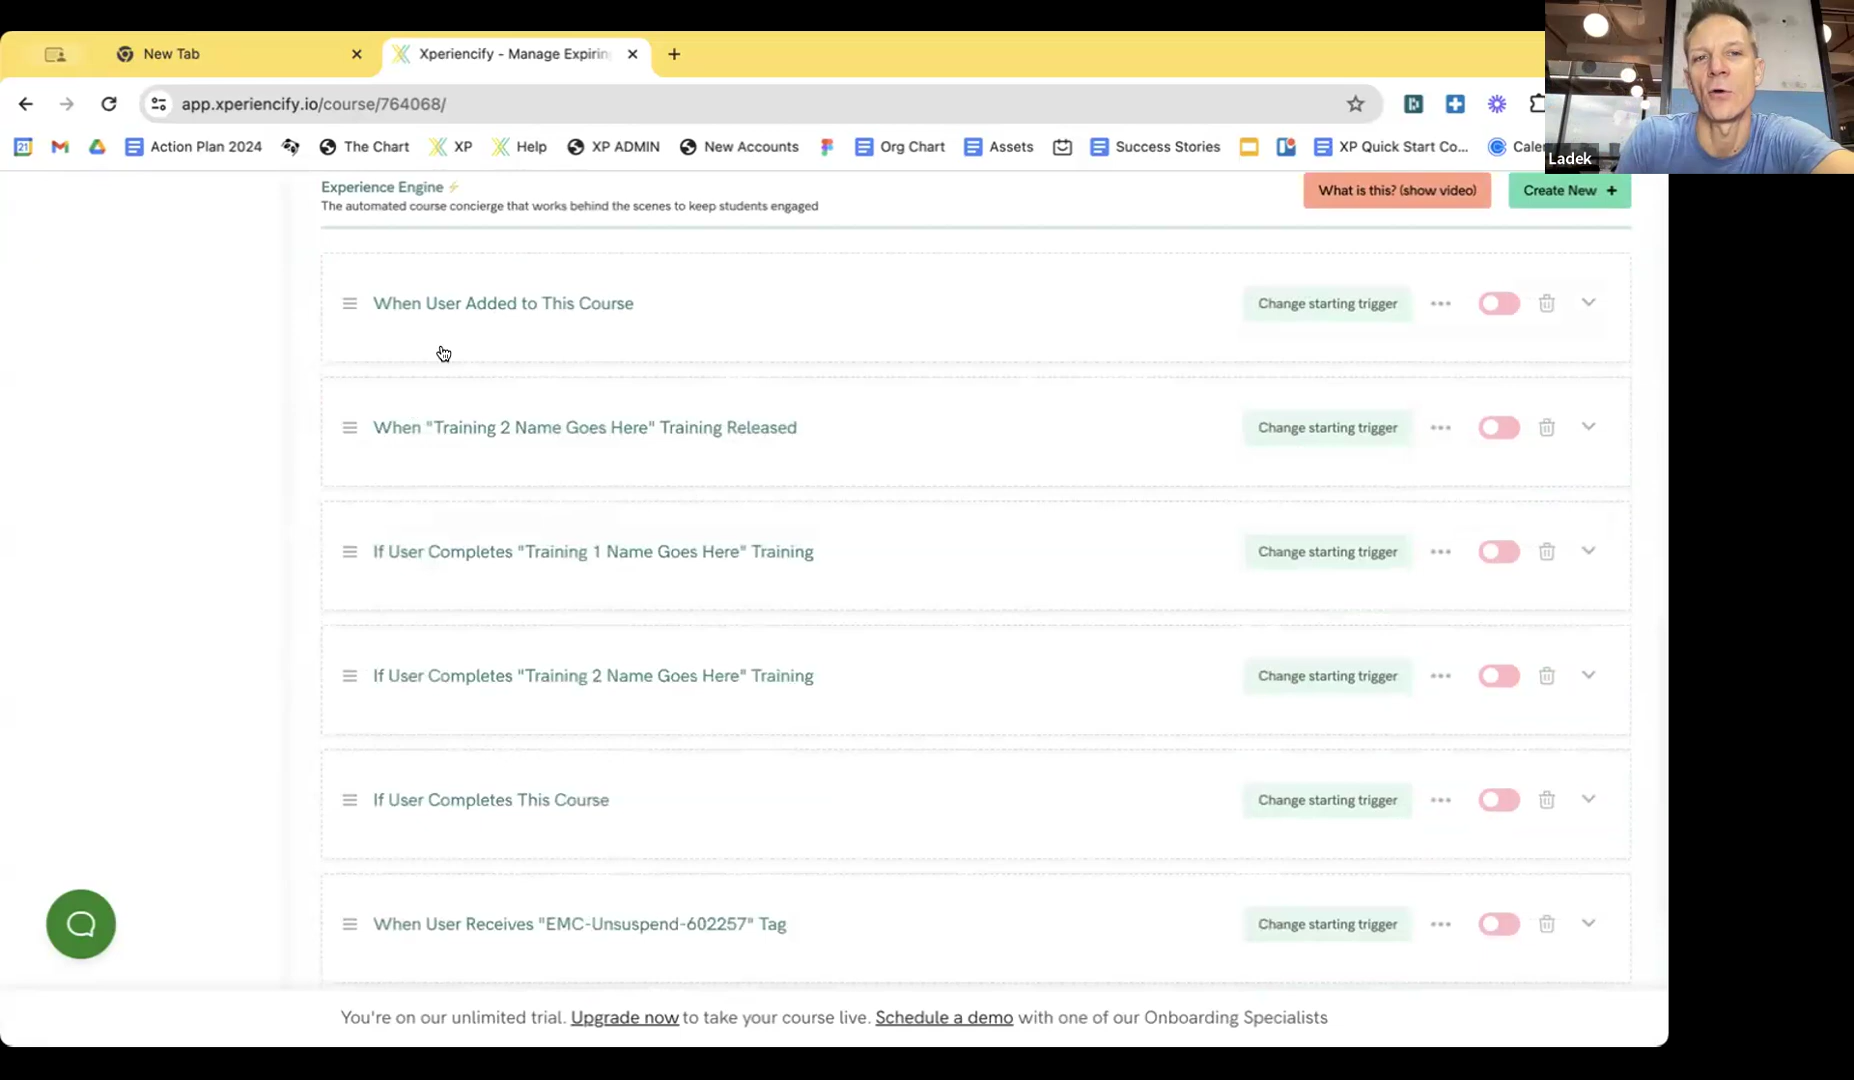 New Tab
Xperiencify - Manage Expirin
app.xperiencify.io/course/764068/
21
Action Plan 2024
The Chart
XP
Help
XP ADMIN
New Accounts
Org Chart
Assets
Success Stories
XP Quick Start Co...
Caler
Ladek
Experience Engine
The automated course concierge that works behind the scenes to keep students engaged
What is this? (show video)
Create New +
When User Added to This Course
Change starting trigger
When "Training 2 Name Goes Here" Training Released
Change starting trigger
If User Completes "Training 1 Name Goes Here" Training
Change starting trigger
If User Completes "Training 2 Name Goes Here" Training
Change starting trigger
If User Completes This Course
Change starting trigger
When User Receives "EMC-Unsuspend-602257" Tag
Change starting trigger
You're on our unlimited trial. Upgrade now to take your course live. Schedule a demo with one of our Onboarding Specialists